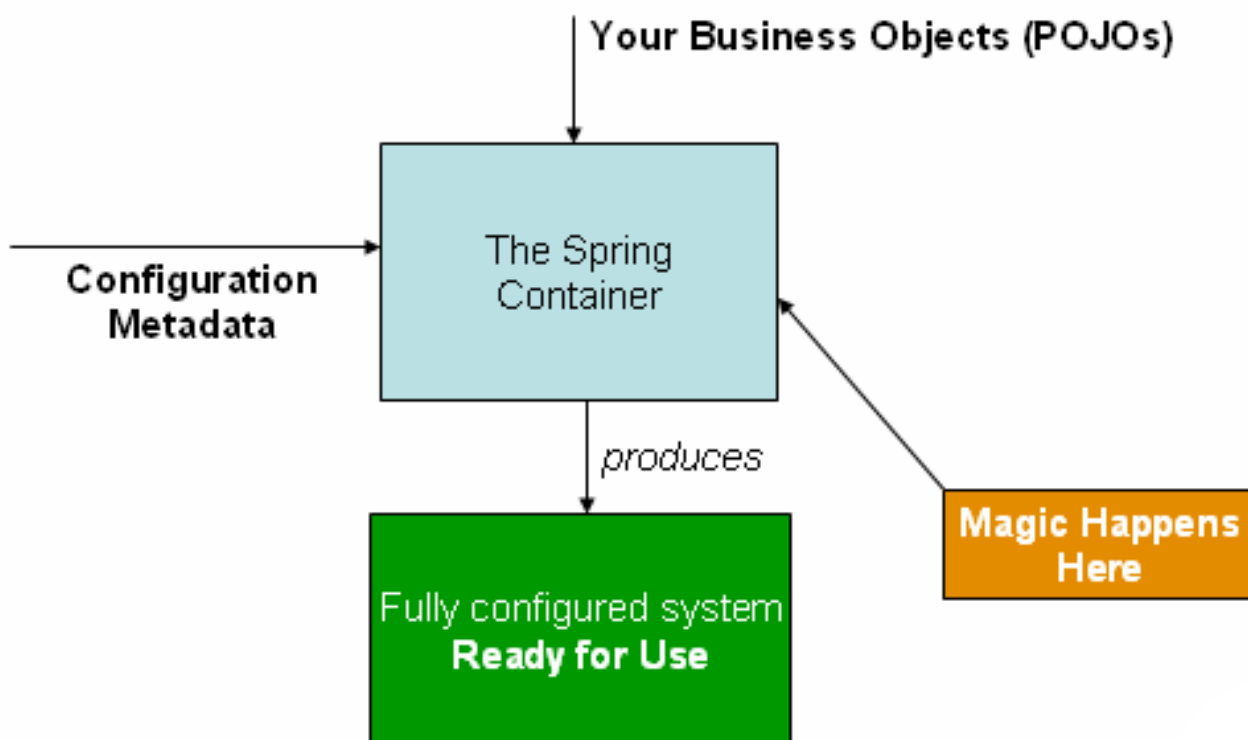 Your Business Objects (POJOs)
The Spring
Container
Configuration
Metadata
produces
Magic Happens
Here
Fully configured system
Ready for Use